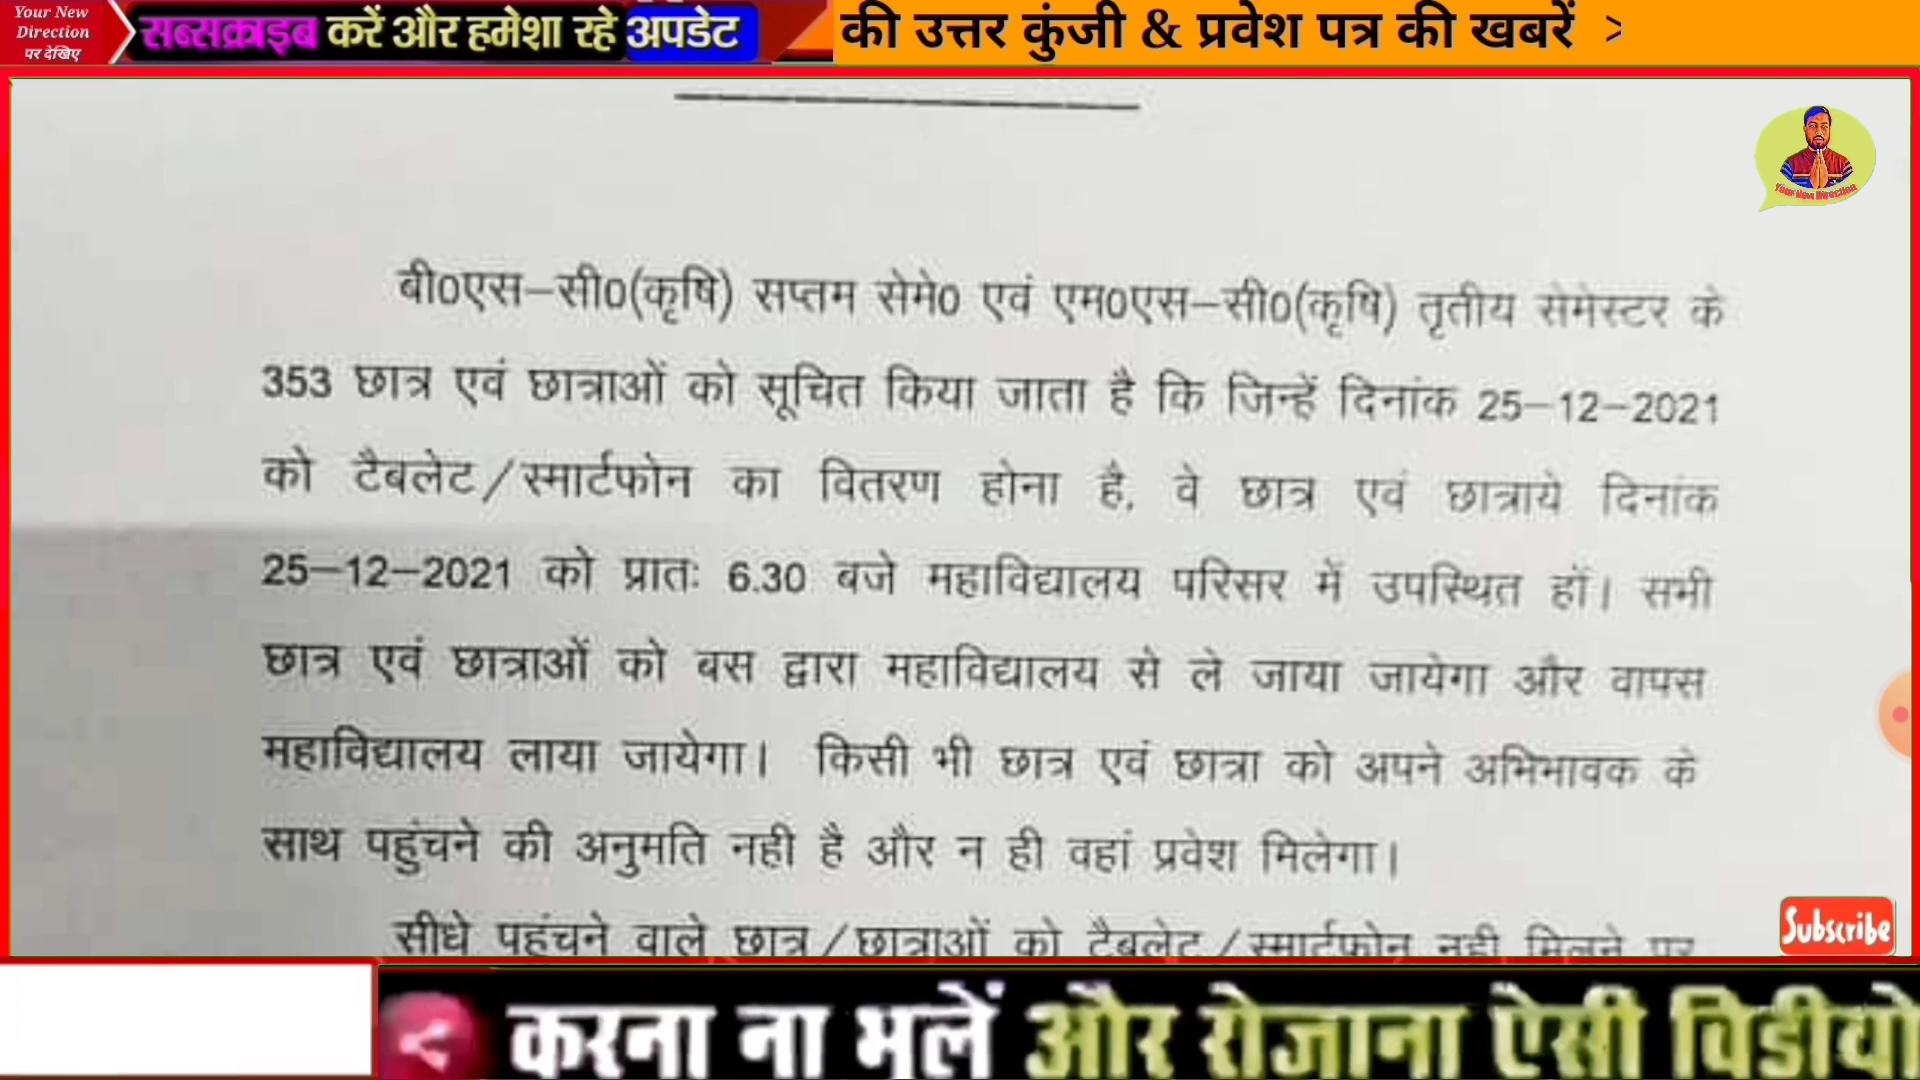 Your New
Direction
पर देखिए
सब्सक्राइब करें और हमेशा रहे अपडेट
की उत्तर कुंजी & प्रवेश पत्र की खबरें >
Your New Direction
बी0एस–सी0(कृषि) सप्तम सेमे0 एवं एम0एस–सी0(कृषि) तृतीय सेमेस्टर के
353 छात्र एवं छात्राओं को सूचित किया जाता है कि जिन्हें दिनांक 25–12–2021
को टैबलेट/स्मार्टफोन का वितरण होना है, वे छात्र एवं छात्राये दिनांक
25–12–2021 को प्रातः 6.30 बजे महाविद्यालय परिसर में उपस्थित हों। सभी
छात्र एवं छात्राओं को बस द्वारा महाविद्यालय से ले जाया जायेगा और वापस
महाविद्यालय लाया जायेगा। किसी भी छात्र एवं छात्रा को अपने अभिभावक के
साथ पहुंचने की अनुमति नही है और न ही वहां प्रवेश मिलेगा।
सीधे पहुंचने वाले छात्र/छात्राओं को टैबलेट/स्मार्टफोन नही मिलने पर
Subscribe
करना ना भूलें और रोजाना ऐसी विडीयो